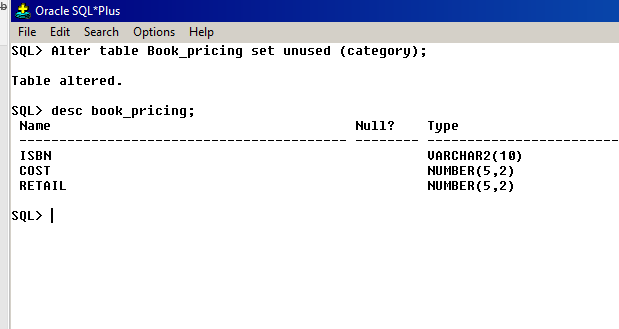 Oracle SQL*Plus
File Edit Search Options Help
SQL> Alter table Book_pricing set unused (category);
Table altered.
SQL> desc book_pricing;
Name Null? Type
----------------------------------------- -------- ------------------------
ISBN VARCHAR2(10)
COST NUMBER(5,2)
RETAIL NUMBER(5,2)
SQL>